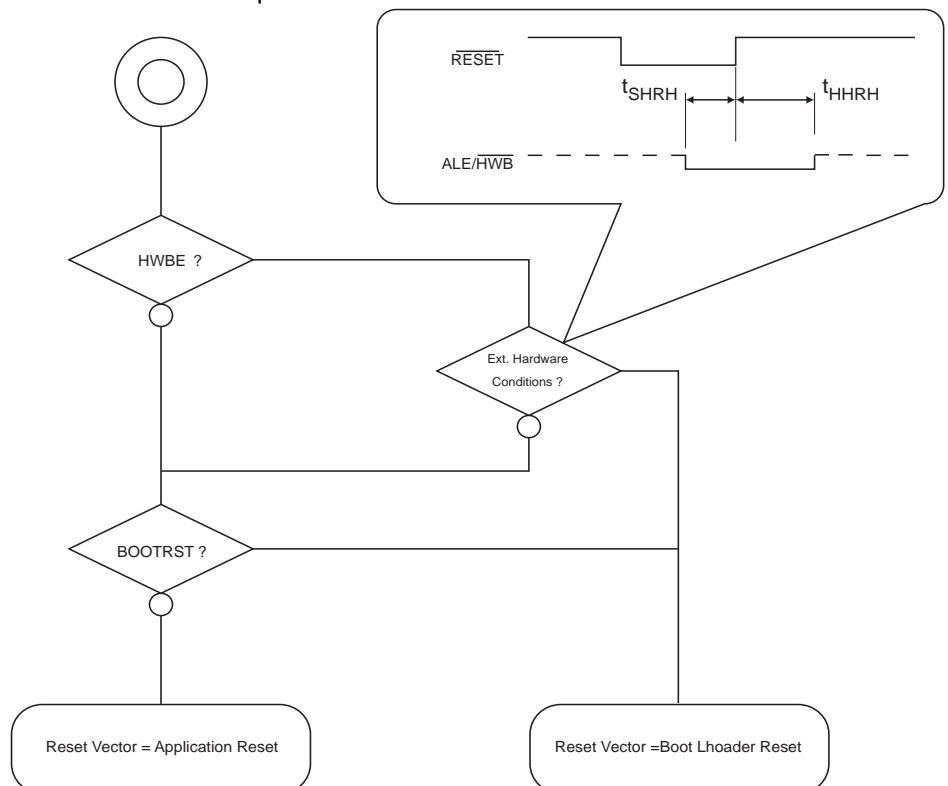 RESET
tSHRH
tHHRH
ALE/HWB
HWBE ?
Ext. Hardware
Conditions ?
BOOTRST ?
Reset Vector = Application Reset
Reset Vector =Boot Lhoader Reset